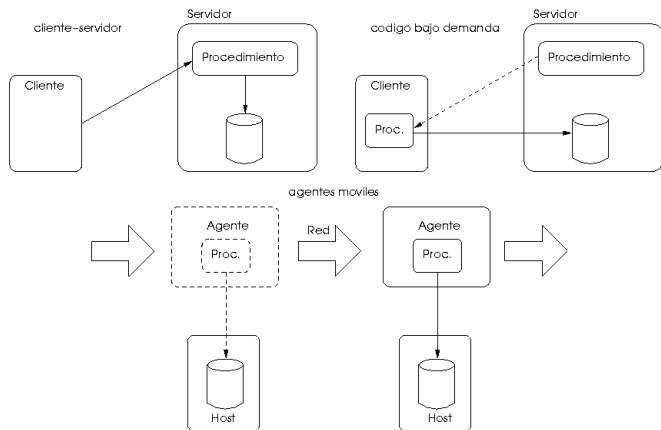 cliente-servidor
Servidor
Procedimiento
Cliente
codigo bajo demanda
Servidor
Procedimiento
Cliente
Proc.
agentes moviles
Agente
Proc.
Red
Agente
Proc.
Host
Host